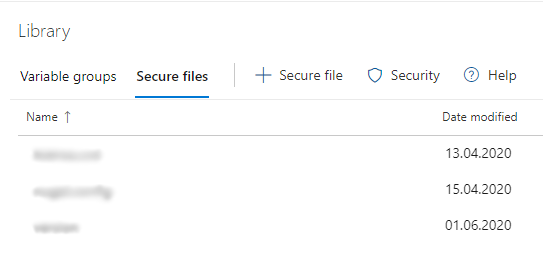 Library
Variable groups Secure files + Secure file Security ? Help
Name ↑ Date modified
13.04.2020
15.04.2020
01.06.2020